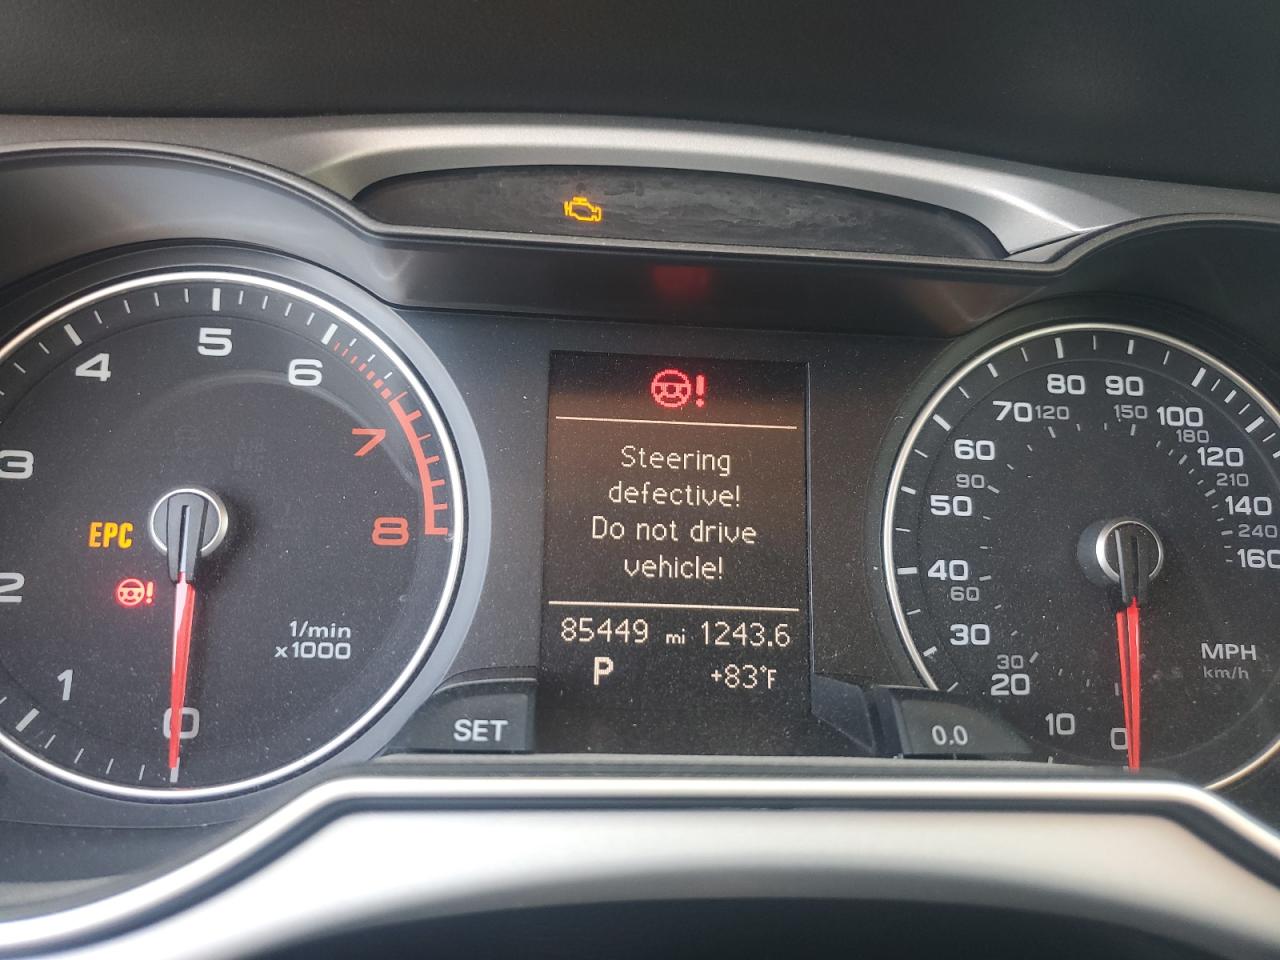 Steering
defective!
Do not drive
vehicle!
85449 mi 1243.6
P +83°F
1 2 3 4 5 6 7 8
0
EPC
1/min
x1000
SET
0.0
0 10 20 30 40 50 60 70 80 90 100 120 140 160
30 60 90 120 150 180 210 240
MPH
km/h